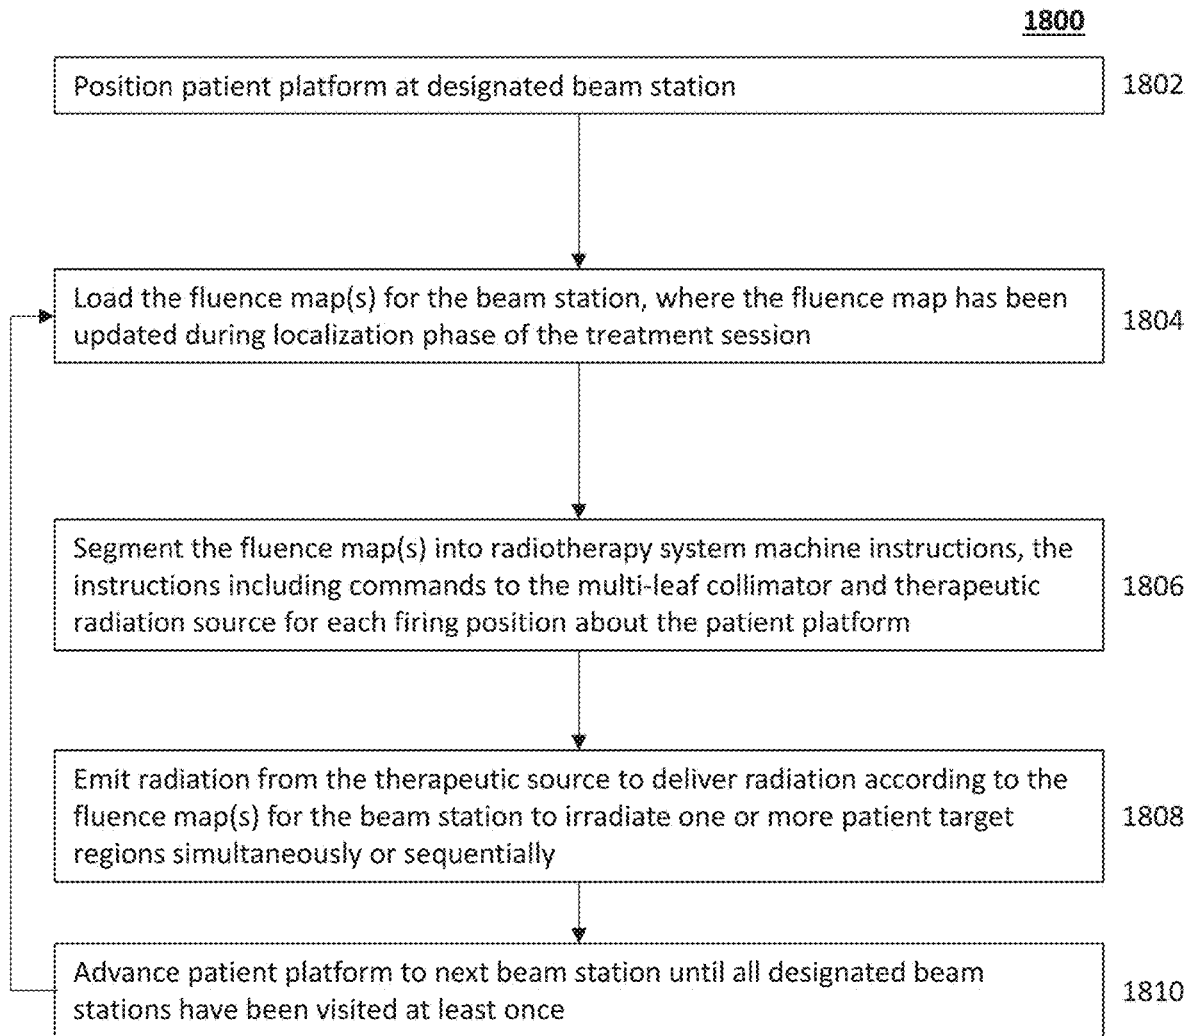 1800
Position patient platform at designated beam station
1802
Load the fluence map(s) for the beam station, where the fluence map has been
updated during localization phase of the treatment session
1804
Segment the fluence map(s) into radiotherapy system machine instructions, the
instructions including commands to the multi-leaf collimator and therapeutic
radiation source for each firing position about the patient platform
1806
Emit radiation from the therapeutic source to deliver radiation according to the
fluence map(s) for the beam station to irradiate one or more patient target
regions simultaneously or sequentially
1808
Advance patient platform to next beam station until all designated beam
stations have been visited at least once
1810